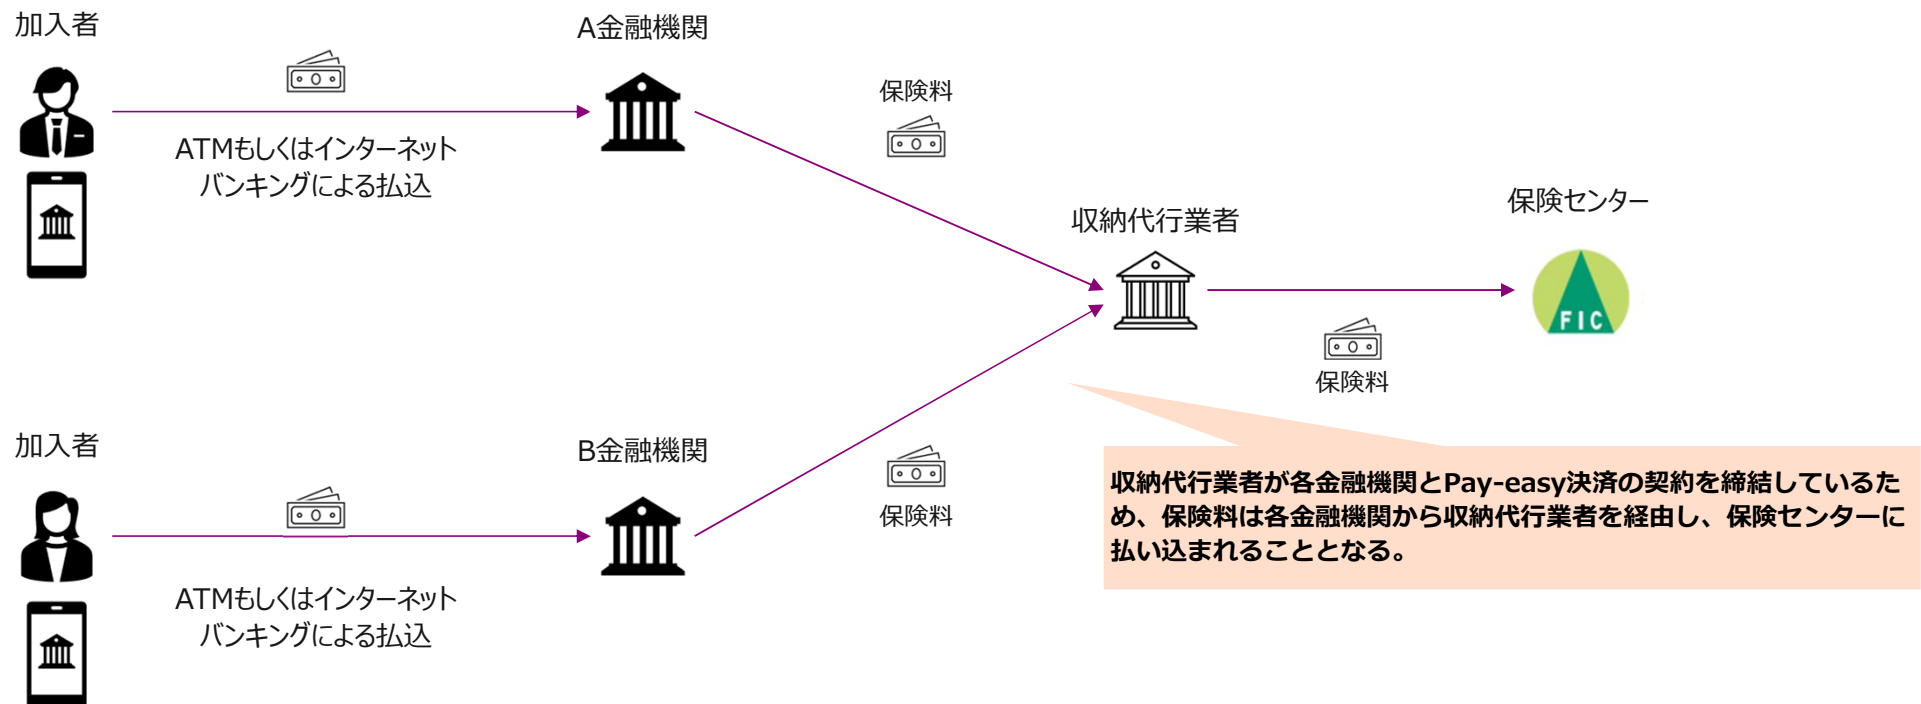 加入者
A金融機関
保険料
ATMもしくはインターネット
バンキングによる払込
収納代行業者
保険センター
FIC
保険料
加入者
B金融機関
保険料
ATMもしくはインターネット
バンキングによる払込
収納代行業者が各金融機関とPay-easy決済の契約を締結しているた
め、保険料は各金融機関から収納代行業者を経由し、保険センターに
払い込まれることとなる。